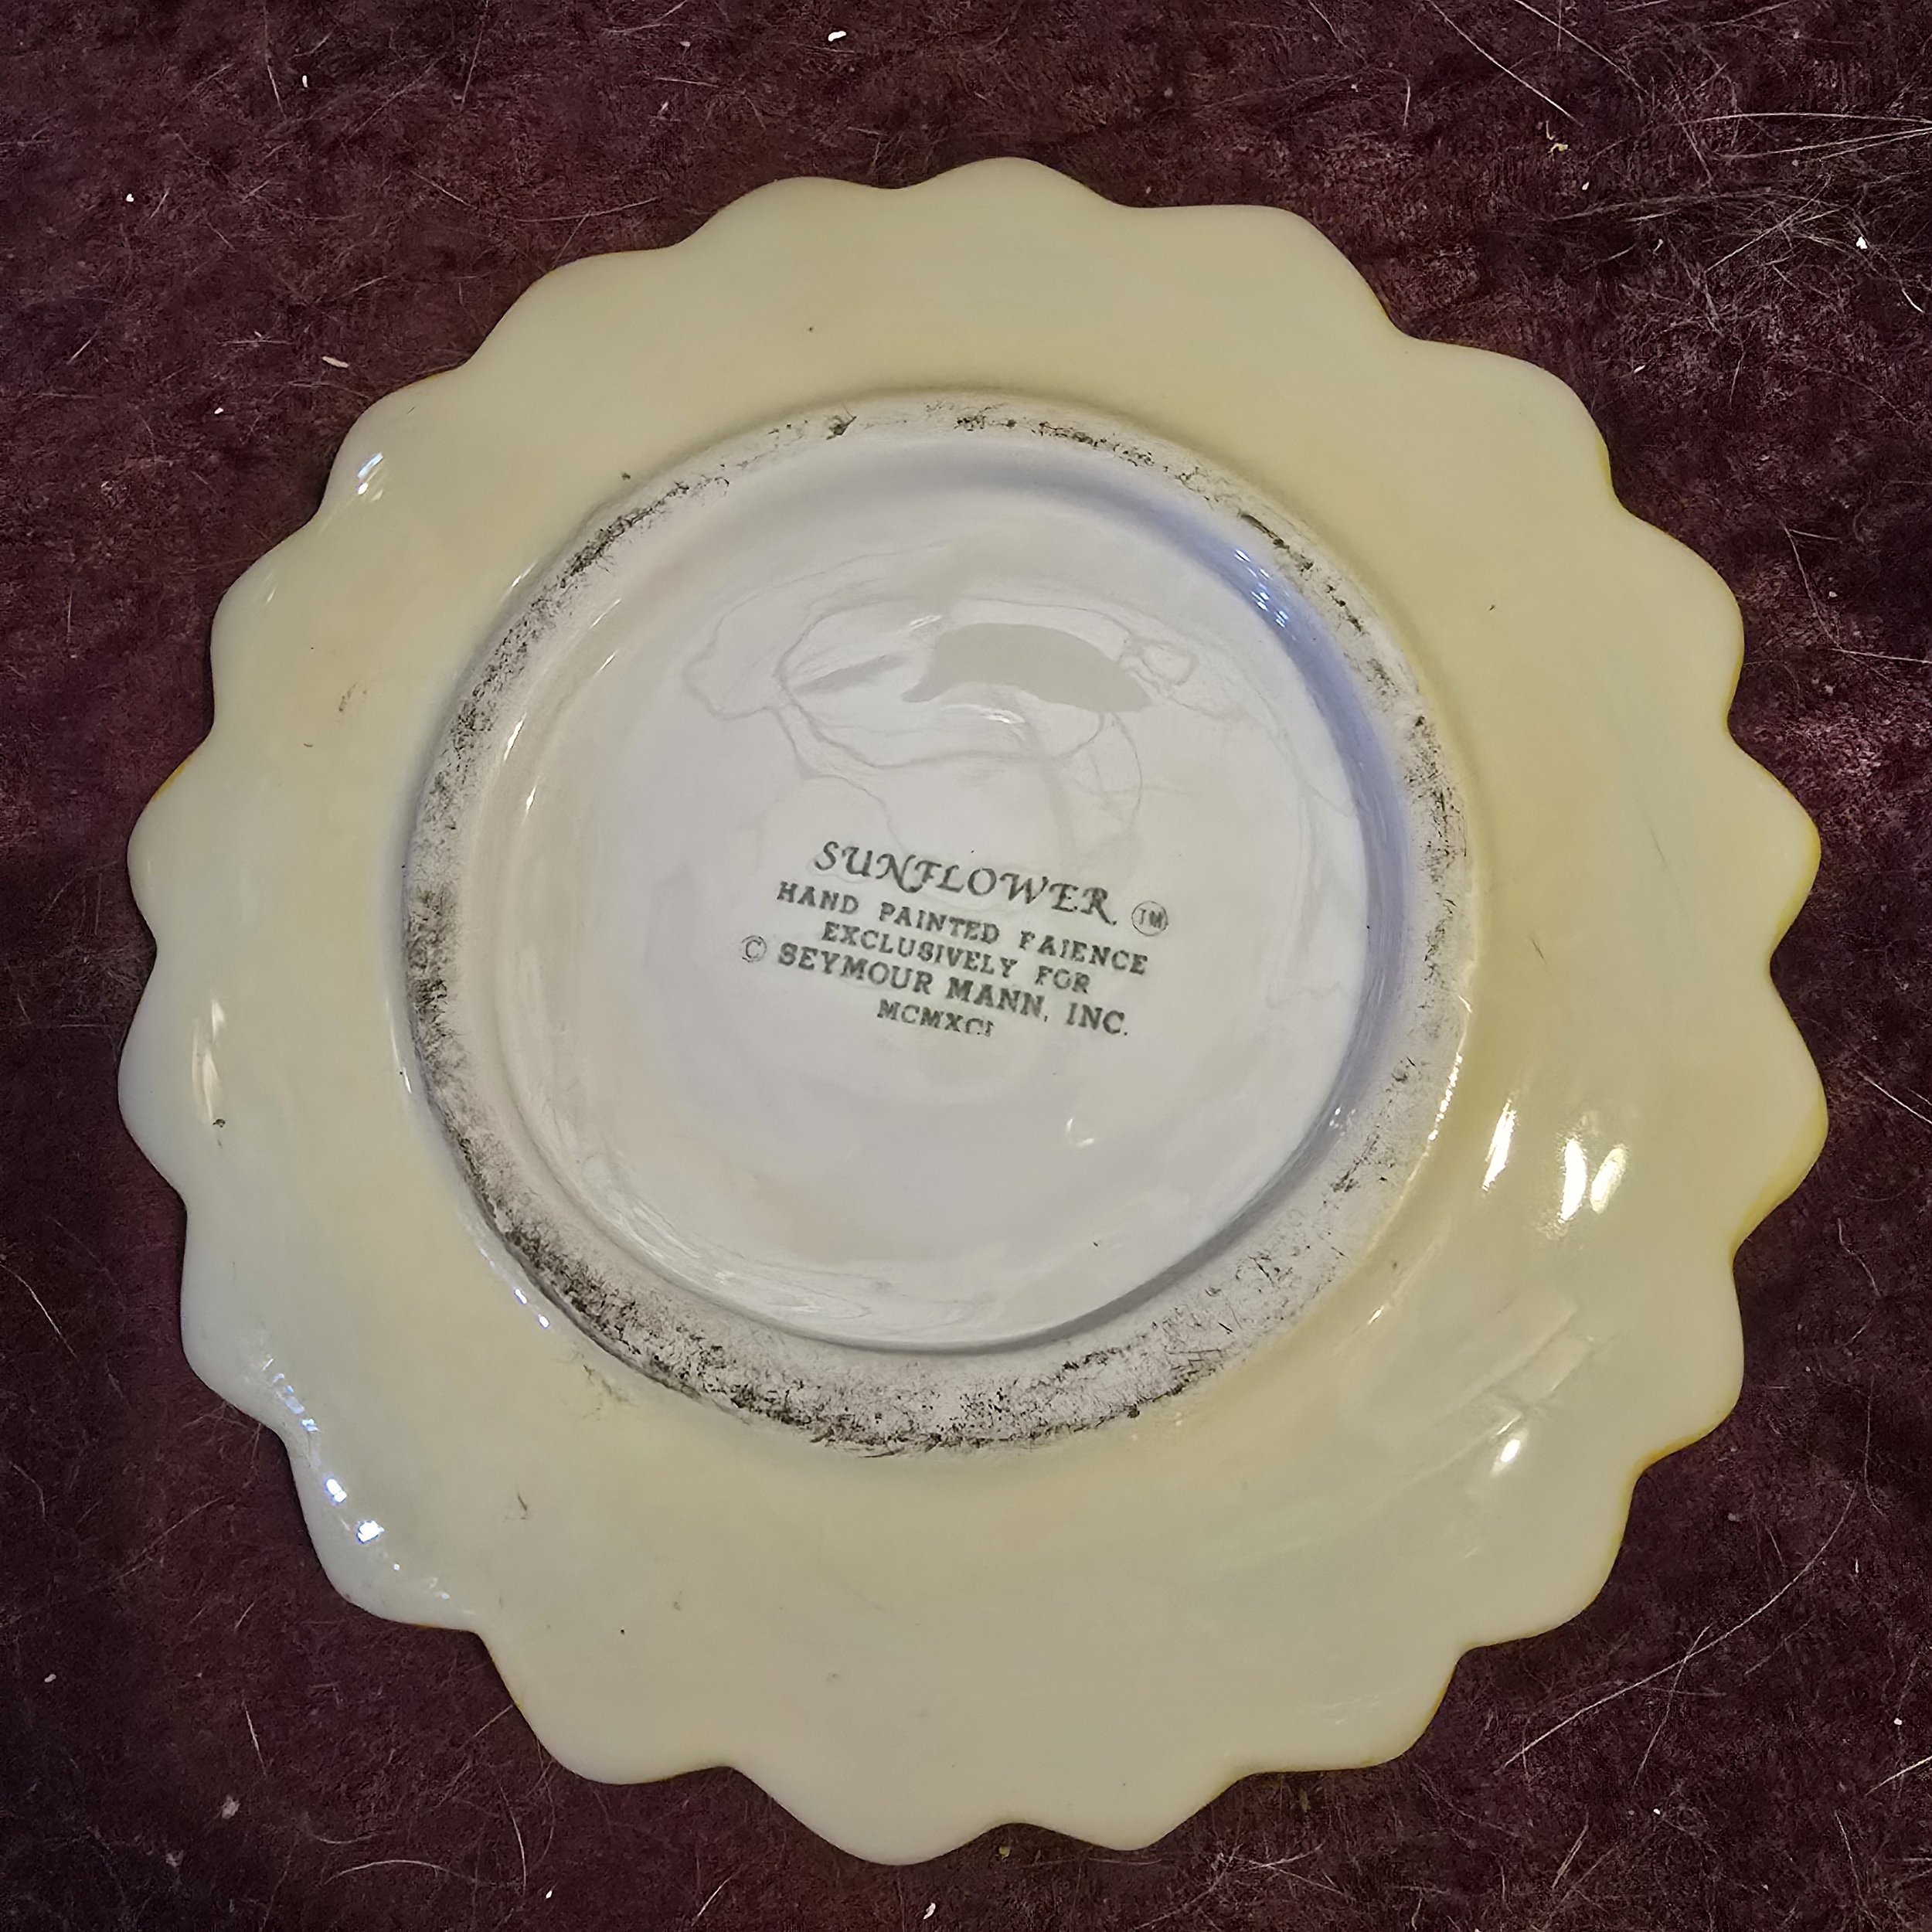 SUNFLOWER ™
HAND PAINTED FAIENCE
EXCLUSIVELY FOR
© SEYMOUR MANN, INC.
MCMXCI